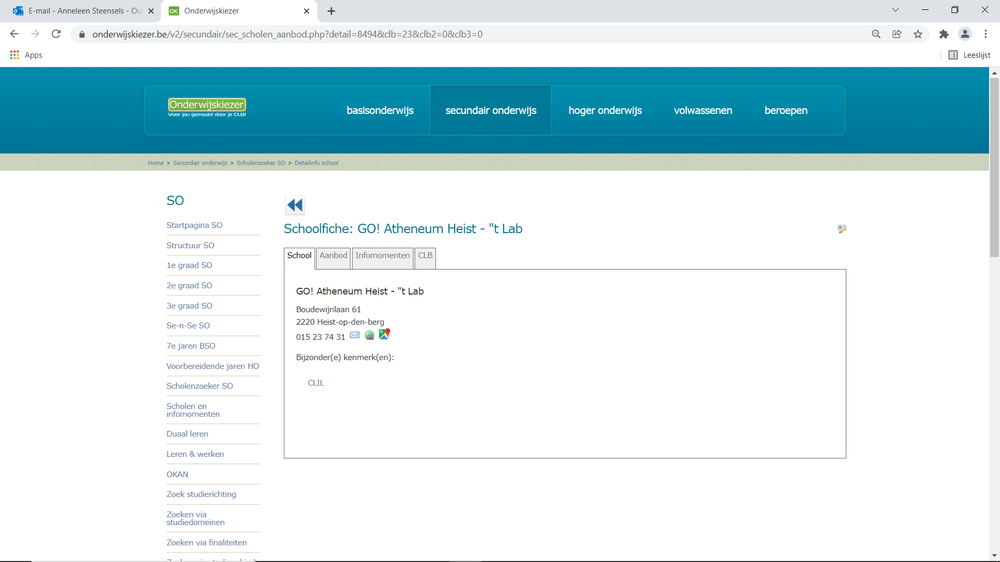 E-mail - Anneleen Steensels - Ou
Onderwijskiezer
onderwijskiezer.be/v2/secundair/sec_scholen_aanbod.php?detail=8494&clb=23&clb2=0&clb3=0
Apps
Leeslijst
Onderwijskiezer
Voor jou gemaakt door je CLB!
basisonderwijs
secundair onderwijs
hoger onderwijs
volwassenen
beroepen
Home > Secundair onderwijs > Scholenzoeker SO > Detailinfo school
SO
Startpagina SO
Structuur SO
1e graad SO
2e graad SO
3e graad SO
Se-n-Se SO
7e jaren BSO
Voorbereidende jaren HO
Scholenzoeker SO
Scholen en
infomomenten
Duaal leren
Leren & werken
OKAN
Zoek studierichting
Zoeken via
studiedomeinen
Zoeken via finaliteiten
Schoolfiche: GO! Atheneum Heist - "t Lab
School
Aanbod
Infomomenten
CLB
GO! Atheneum Heist - "t Lab
Boudewijnlaan 61
2220 Heist-op-den-berg
015 23 74 31
Bijzonder(e) kenmerk(en):
CLIL